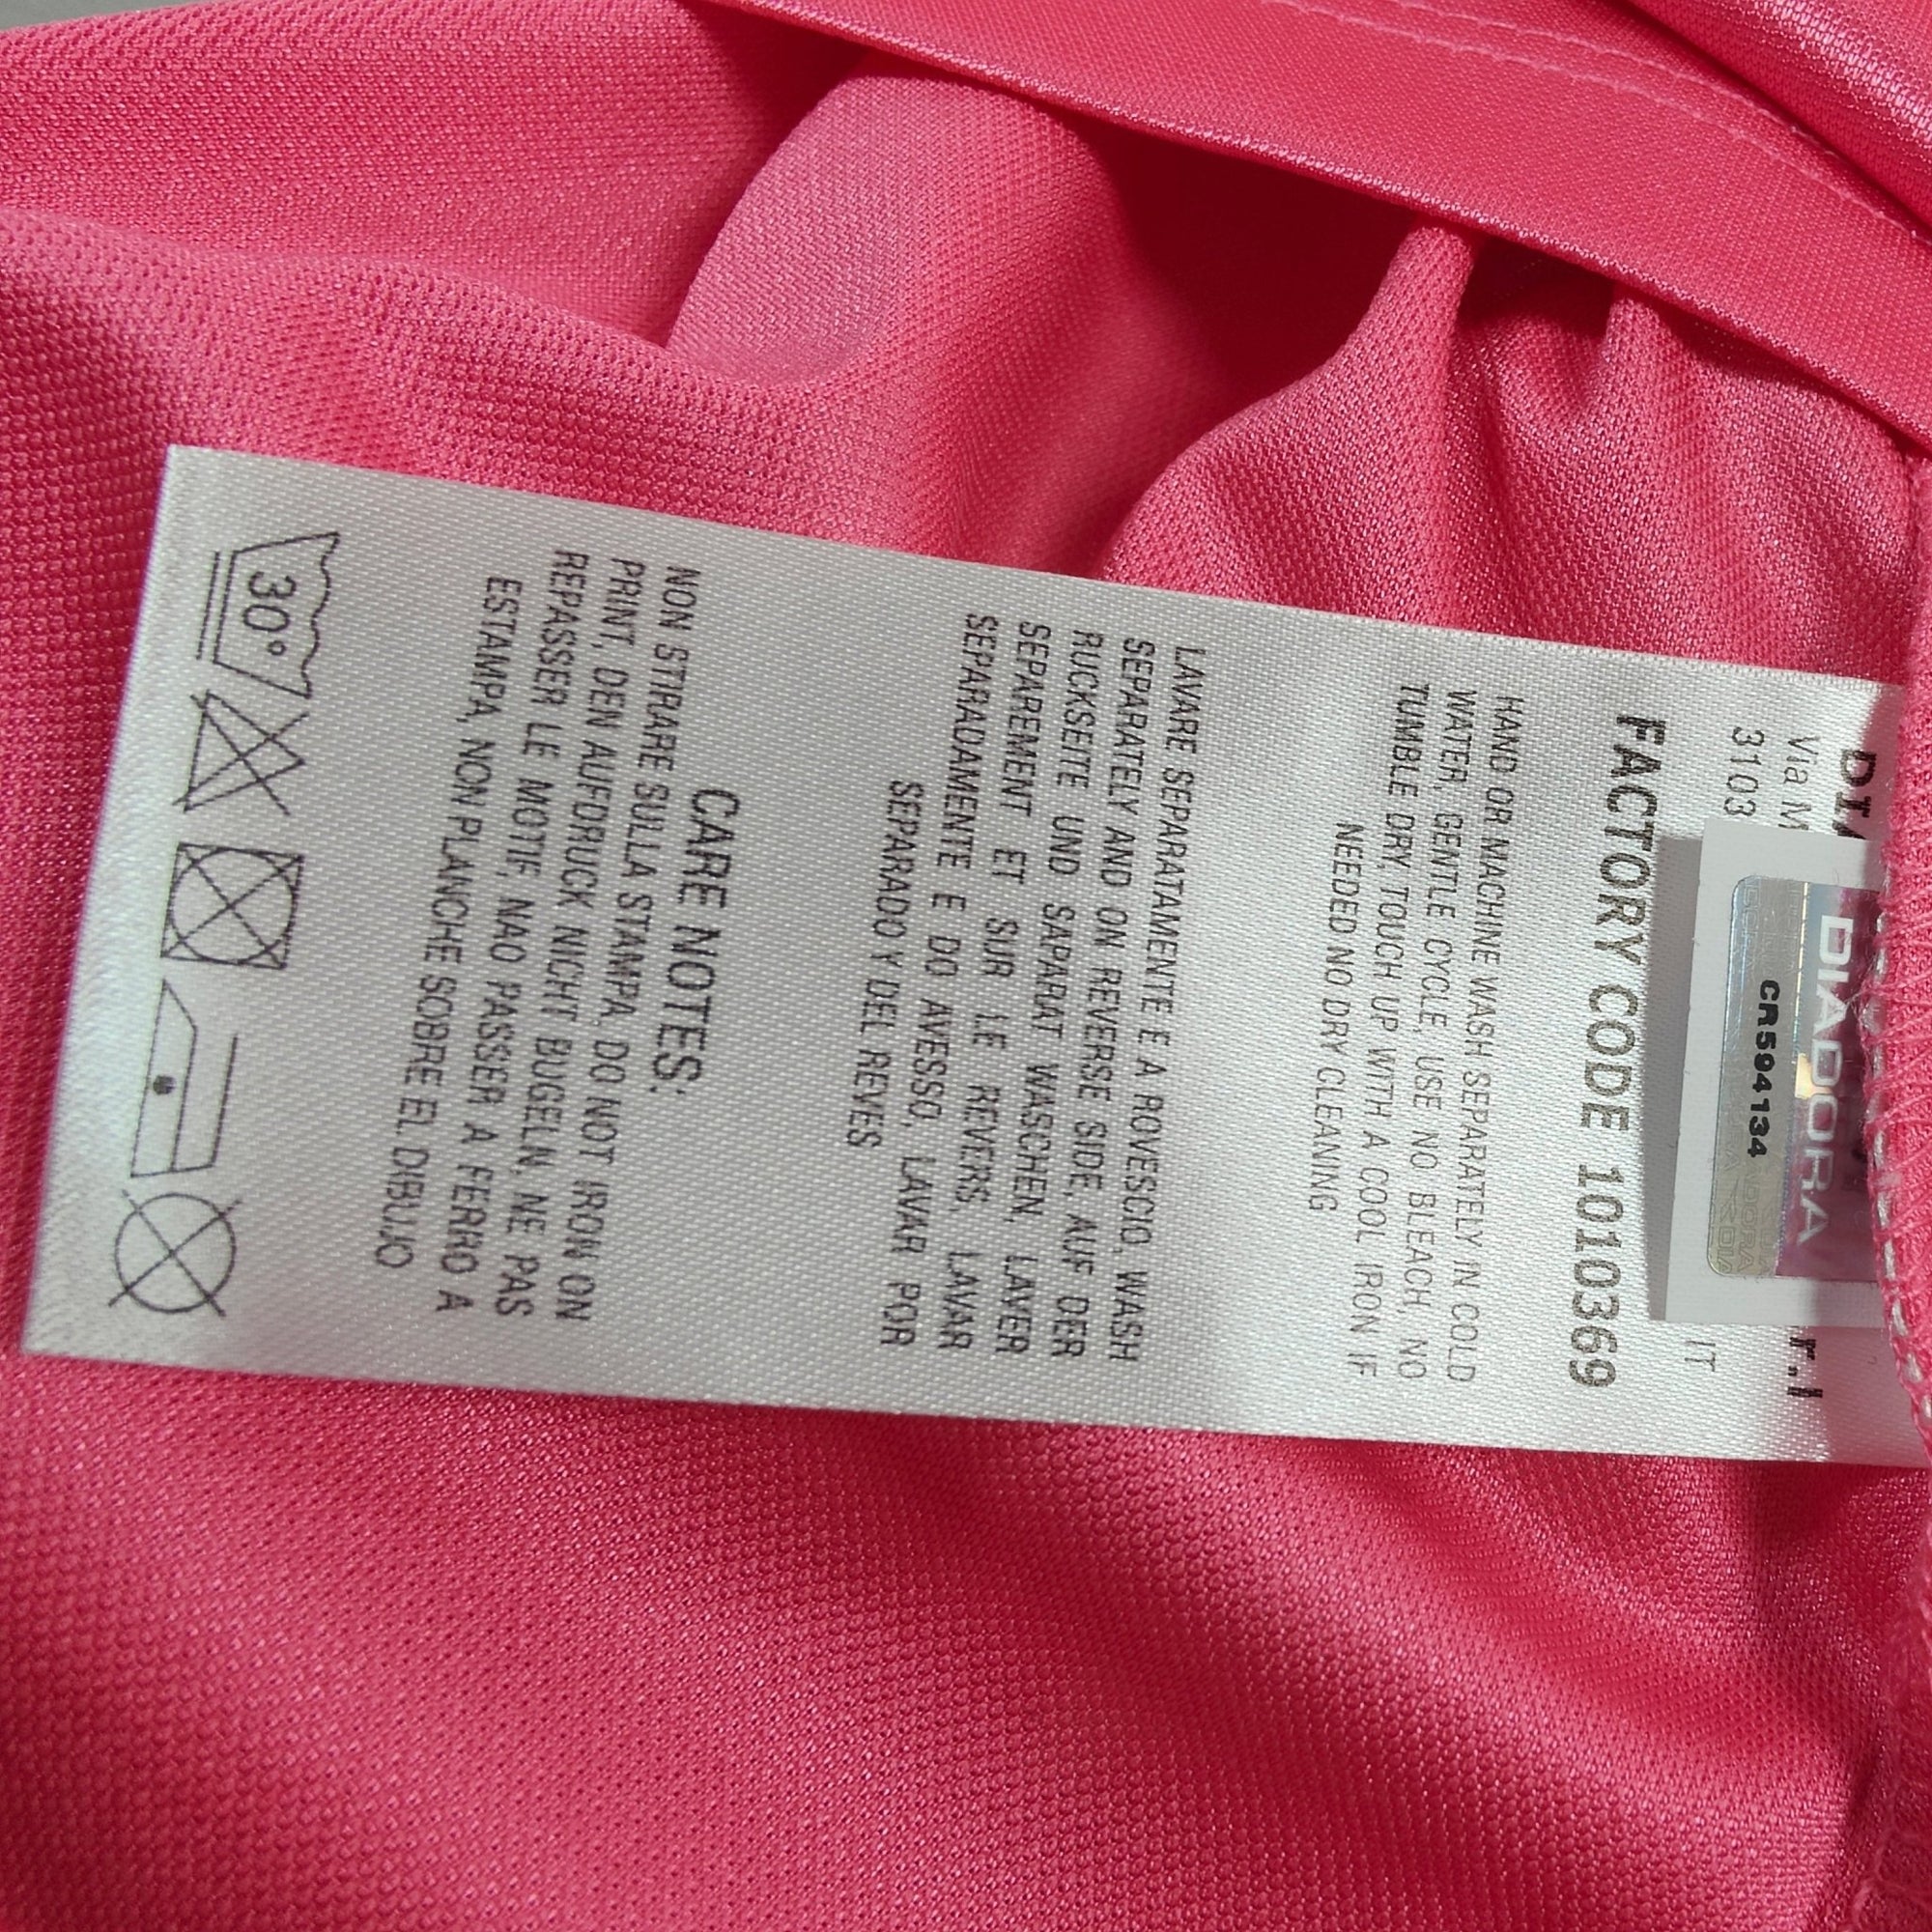 Via M
3103
IT
r.l
DIADORA
CR594134
FACTORY CODE 1010369
HAND OR MACHINE WASH SEPARATELY IN COLD
WATER, GENTLE CYCLE, USE NO BLEACH, NO
TUMBLE DRY, TOUCH UP WITH A COOL IRON IF
NEEDED NO DRY CLEANING
LAVARE SEPARATAMENTE E A ROVESCIO, WASH
SEPARATELY AND ON REVERSE SIDE, AUF DER
RUCKSEITE UND SAPARAT WASCHEN, LAVER
SEPAREMENT ET SUR LE REVERS, LAVAR
SEPARADAMENTE E DO AVESSO, LAVAR POR
SEPARADO Y DEL REVES
CARE NOTES:
NON STIRARE SULLA STAMPA, DO NOT IRON ON
PRINT, DEN AUFDRUCK NICHT BUGELN, NE PAS
REPASSER LE MOTIF, NAO PASSER A FERRO A
ESTAMPA, NON PLANCHE SOBRE EL DIBUJO
30°